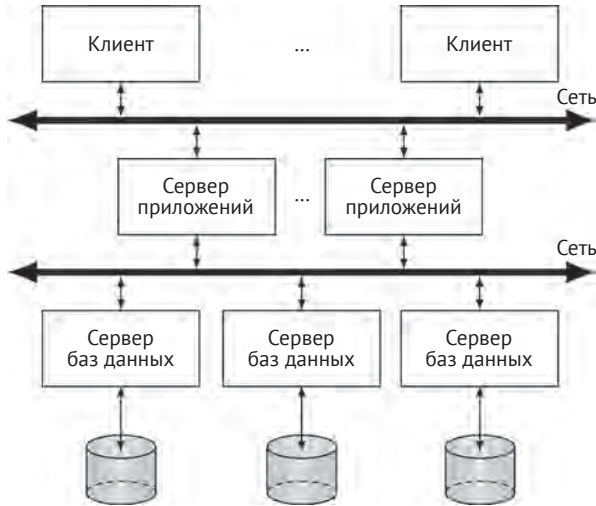 Клиент
...
Клиент
Сеть
Сервер
приложений
...
Сервер
приложений
Сеть
Сервер
баз данных
Сервер
баз данных
Сервер
баз данных